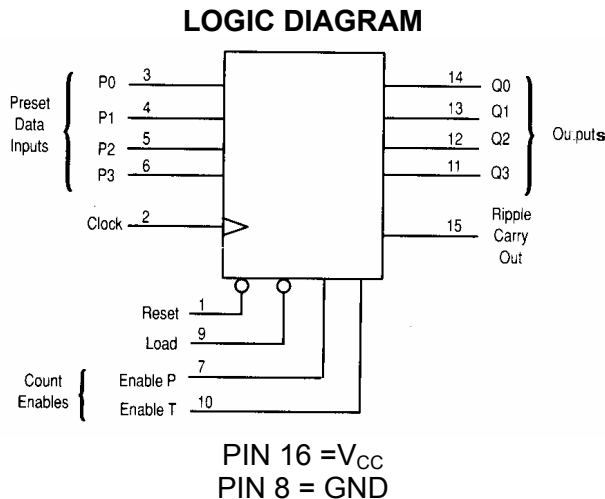 LOGIC DIAGRAM
Preset
Data
Inputs
P0 3
P1 4
P2 5
P3 6
Clock 2
14 Q0
13 Q1
12 Q2
11 Q3
Outputs
15
Ripple
Carry
Out
Reset 1
Load 9
Count
Enables
Enable P 7
Enable T 10
PIN 16 =VCC
PIN 8 = GND